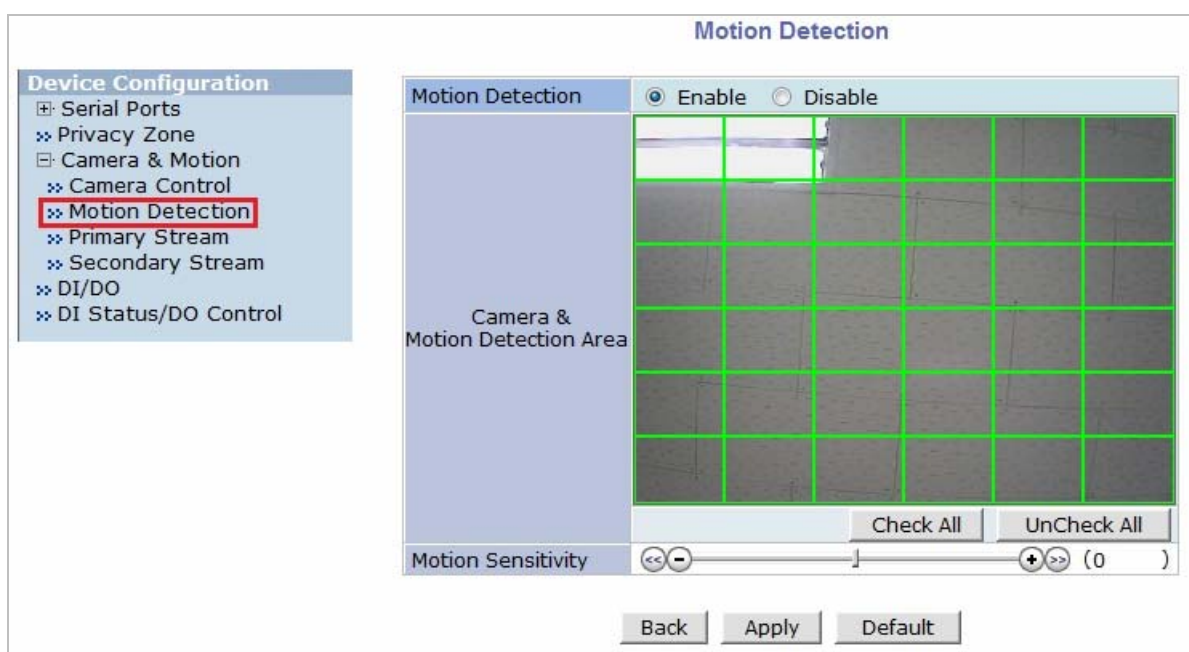 Motion Detection
Device Configuration
Serial Ports
Privacy Zone
Camera & Motion
Camera Control
Motion Detection
Primary Stream
Secondary Stream
DI/DO
DI Status/DO Control
Motion Detection Enable Disable
Camera &
Motion Detection Area
Check All UnCheck All
Motion Sensitivity << - + >> (0 )
Back Apply Default